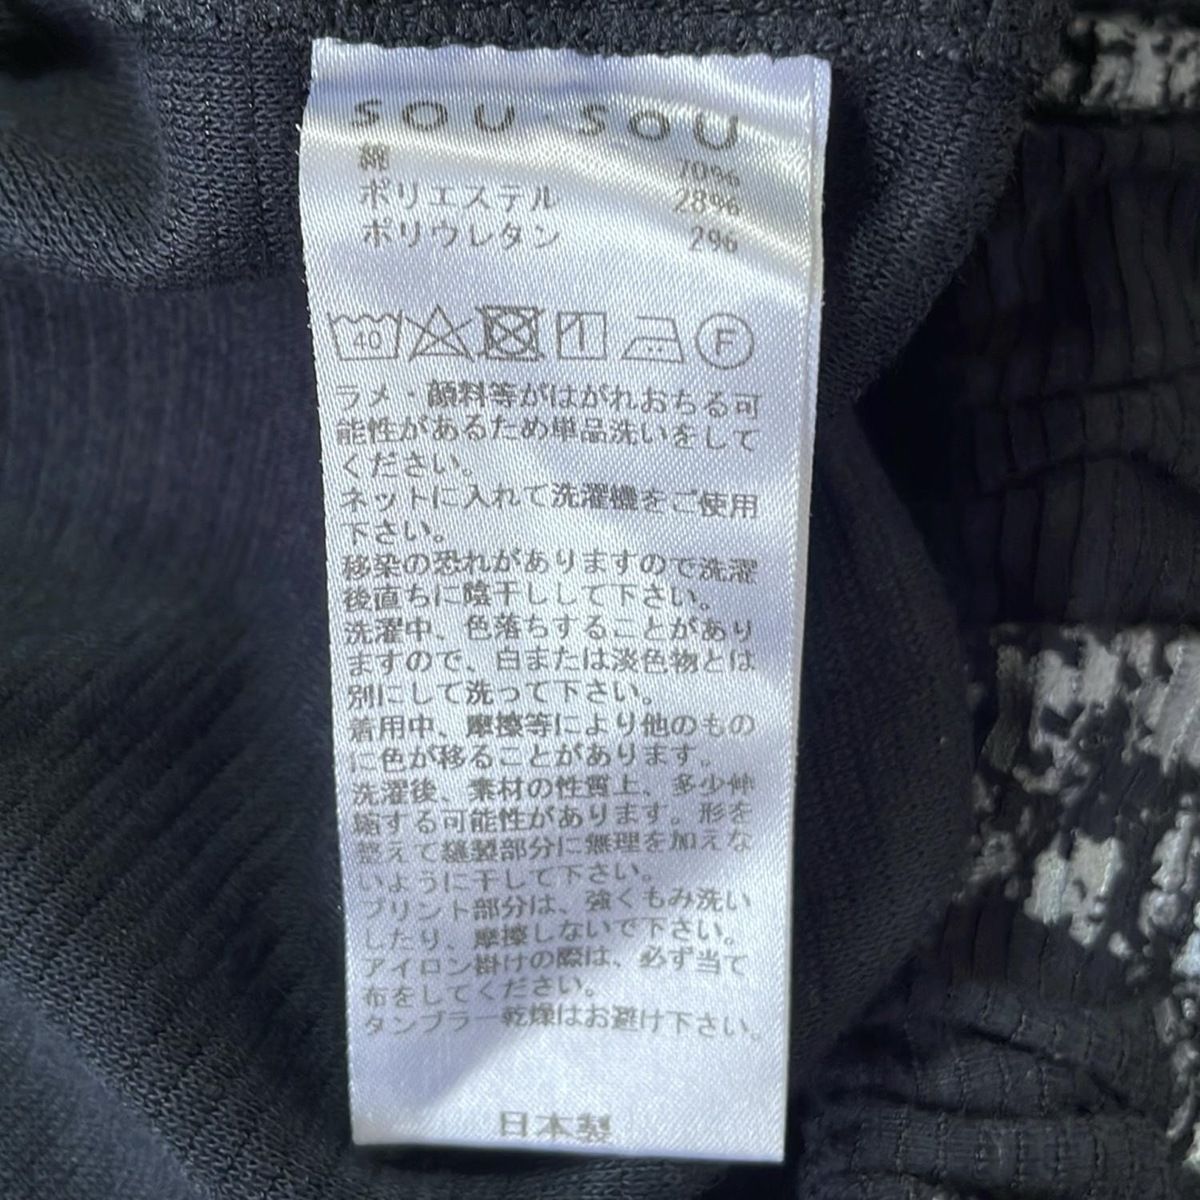 SOU・SOU
綿 70%
ポリエステル 28%
ポリウレタン 2%
40 F
ラメ・顔料等がはがれおちる可
能性があるため単品洗いをして
ください。
ネットに入れて洗濯機をご使用
下さい。
移染の恐れがありますので洗濯
後直ちに陰干しして下さい。
洗濯中、色落ちすることがあり
ますので、白または淡色物とは
別にして洗って下さい。
着用中、摩擦等により他のもの
に色が移ることがあります。
洗濯後、素材の性質上、多少伸
縮する可能性があります。形を
整えて縫製部分に無理を加えな
いように干して下さい。
プリント部分は、強くもみ洗い
したり、摩擦しないで下さい。
アイロン掛けの際は、必ず当て
布をしてください。
タンブラー乾燥はお避け下さい。
日本製